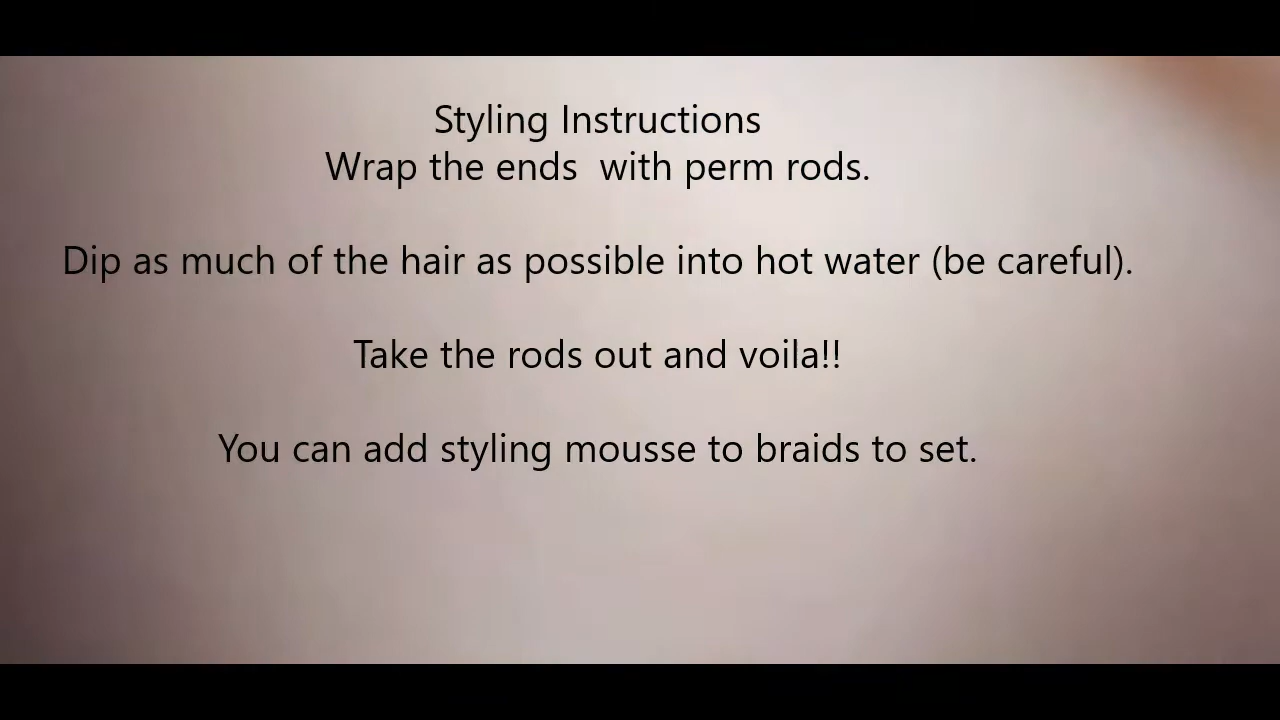 Styling Instructions
Wrap the ends  with perm rods.
Dip as much of the hair as possible into hot water (be careful).
Take the rods out and voila!!
You can add styling mousse to braids to set.